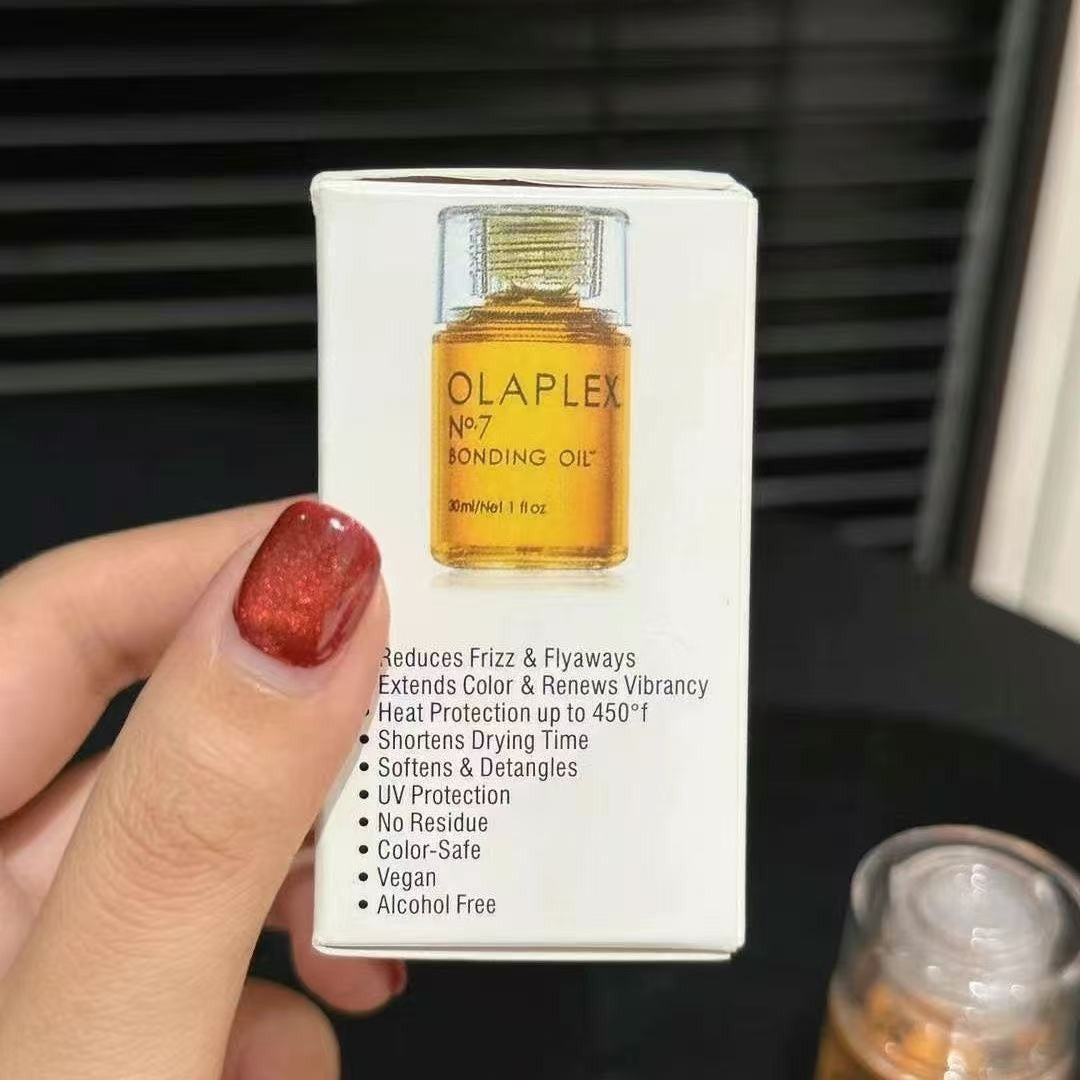 OLAPLEX
Nº.7
BONDING OIL™
30ml/Net 1 fl oz
Reduces Frizz & Flyaways
Extends Color & Renews Vibrancy
• Heat Protection up to 450°f
• Shortens Drying Time
• Softens & Detangles
• UV Protection
• No Residue
• Color-Safe
• Vegan
• Alcohol Free